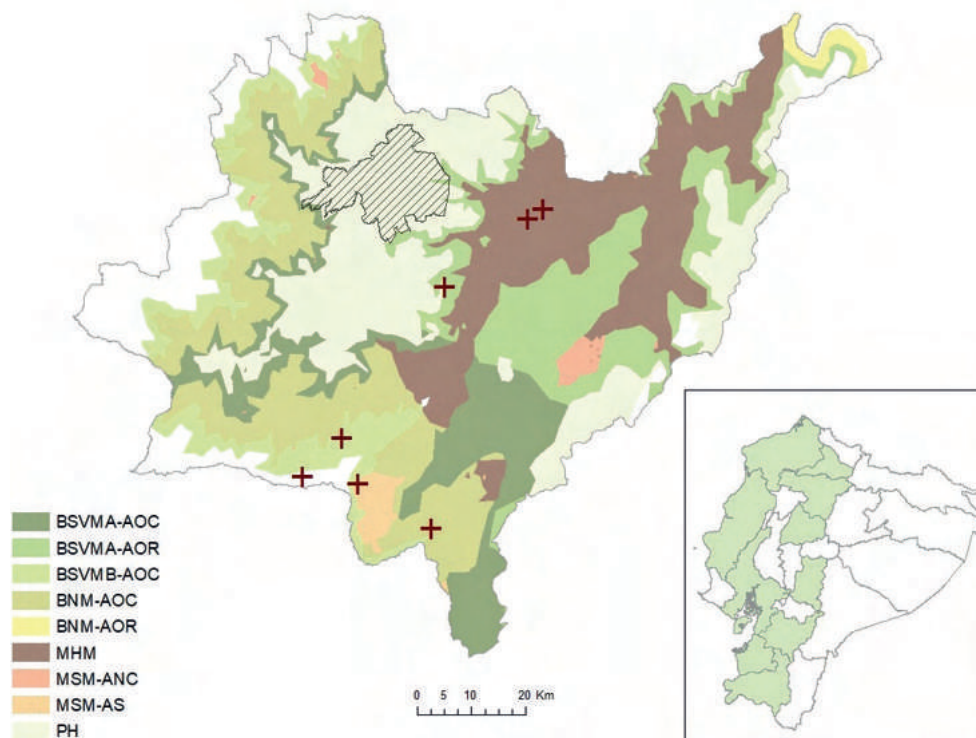 BSVMA-AOC
BSVMA-AOR
BSVMB-AOC
BNM-AOC
BNM-AOR
MHM
MSM-ANC
MSM-AS
PH
0 5 10 20 Km